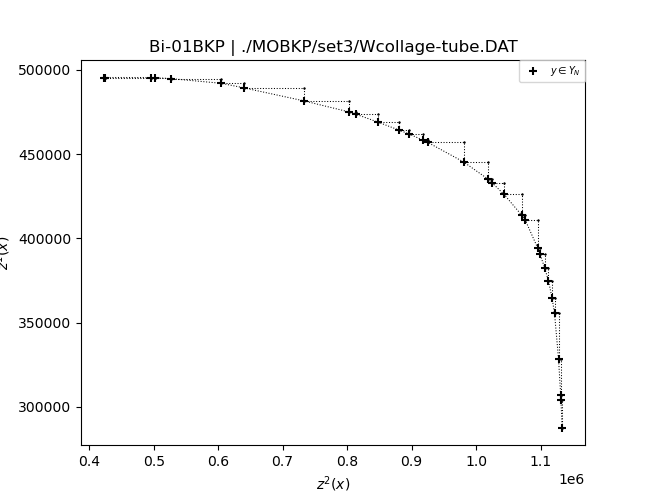 Bi-01BKP | ./MOBKP/set3/Wcollage-tube.DAT
y ∈ Y_N
500000
450000
400000
350000
300000
0.4 0.5 0.6 0.7 0.8 0.9 1.0 1.1
1e6
z²(x)